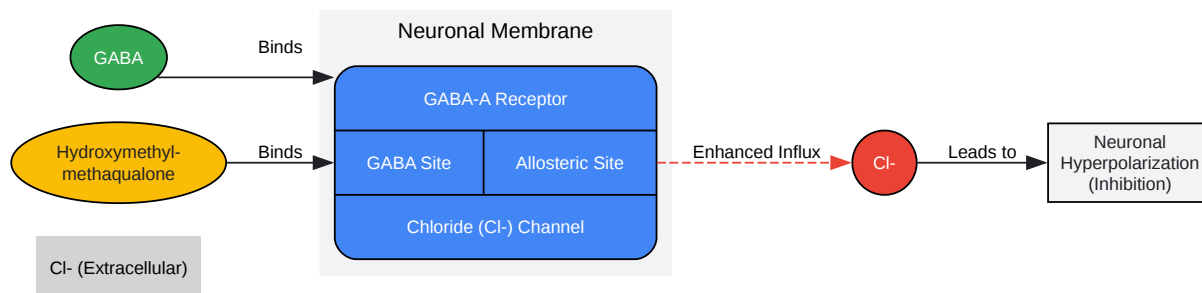 Neuronal Membrane
GABA
Binds
GABA-A Receptor
Hydroxymethyl-
methaqualone
Binds
GABA Site
Allosteric Site
Enhanced Influx
Cl-
Leads to
Neuronal
Hyperpolarization
(Inhibition)
Chloride (Cl-) Channel
Cl- (Extracellular)